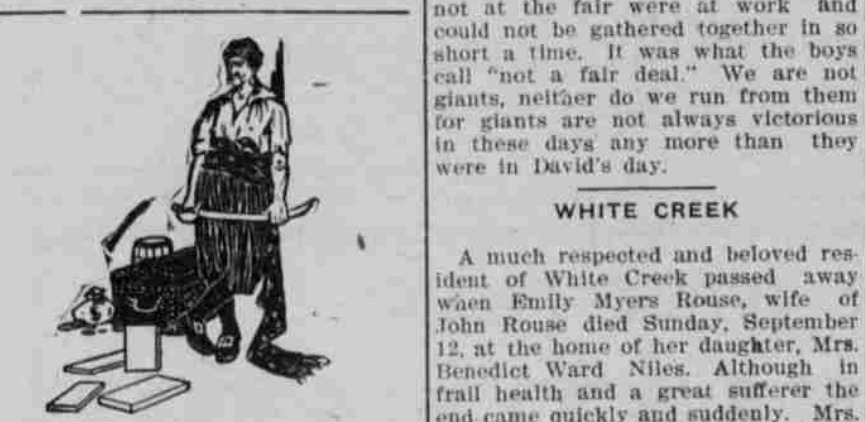 not at the fair were at work and
could not be gathered together in so
short a time. It was what the boys
call "not a fair deal." We are not
giants, neither do we run from them
for giants are not always victorious
in these days any more than they
were in David's day.
WHITE CREEK
A much respected and beloved res-
ident of White Creek passed away
when Emily Myers Rouse, wife of
John Rouse died Sunday, September
12, at the home of her daughter, Mrs.
Benedict Ward Niles. Although in
frail health and a great sufferer the
end came quickly and suddenly. Mrs.
$